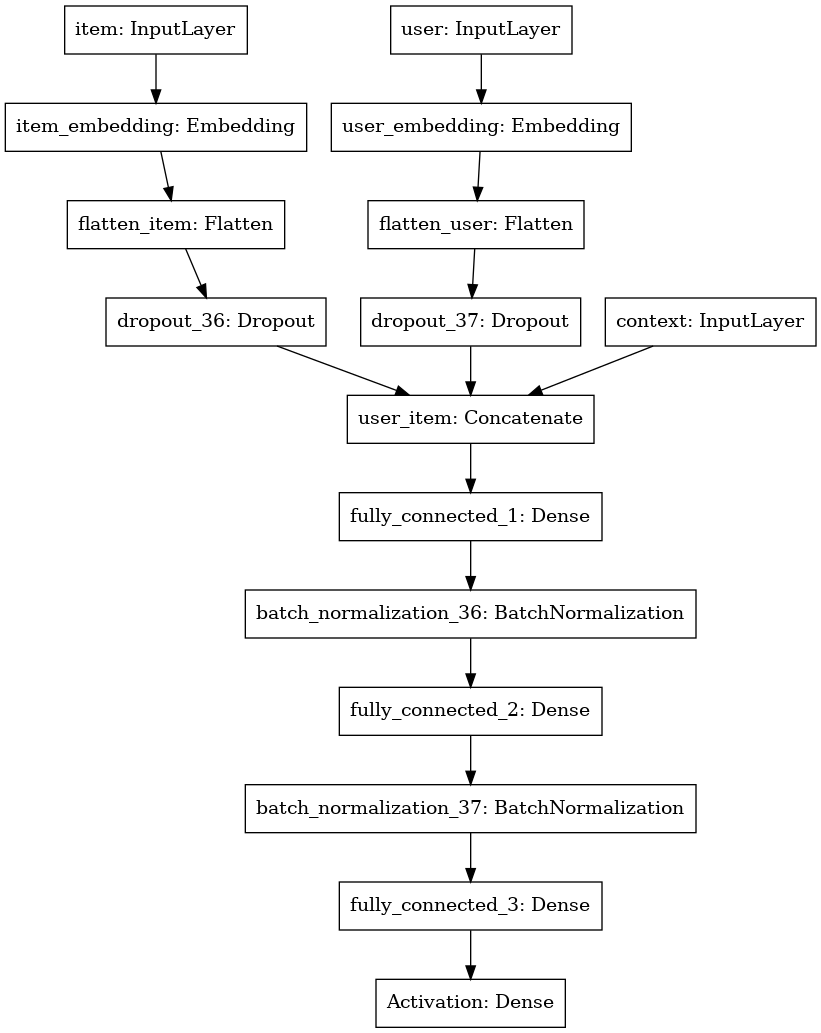 item: InputLayer
user: InputLayer
item_embedding: Embedding
user_embedding: Embedding
flatten_item: Flatten
flatten_user: Flatten
dropout_36: Dropout
dropout_37: Dropout
context: InputLayer
user_item: Concatenate
fully_connected_1: Dense
batch_normalization_36: BatchNormalization
fully_connected_2: Dense
batch_normalization_37: BatchNormalization
fully_connected_3: Dense
Activation: Dense